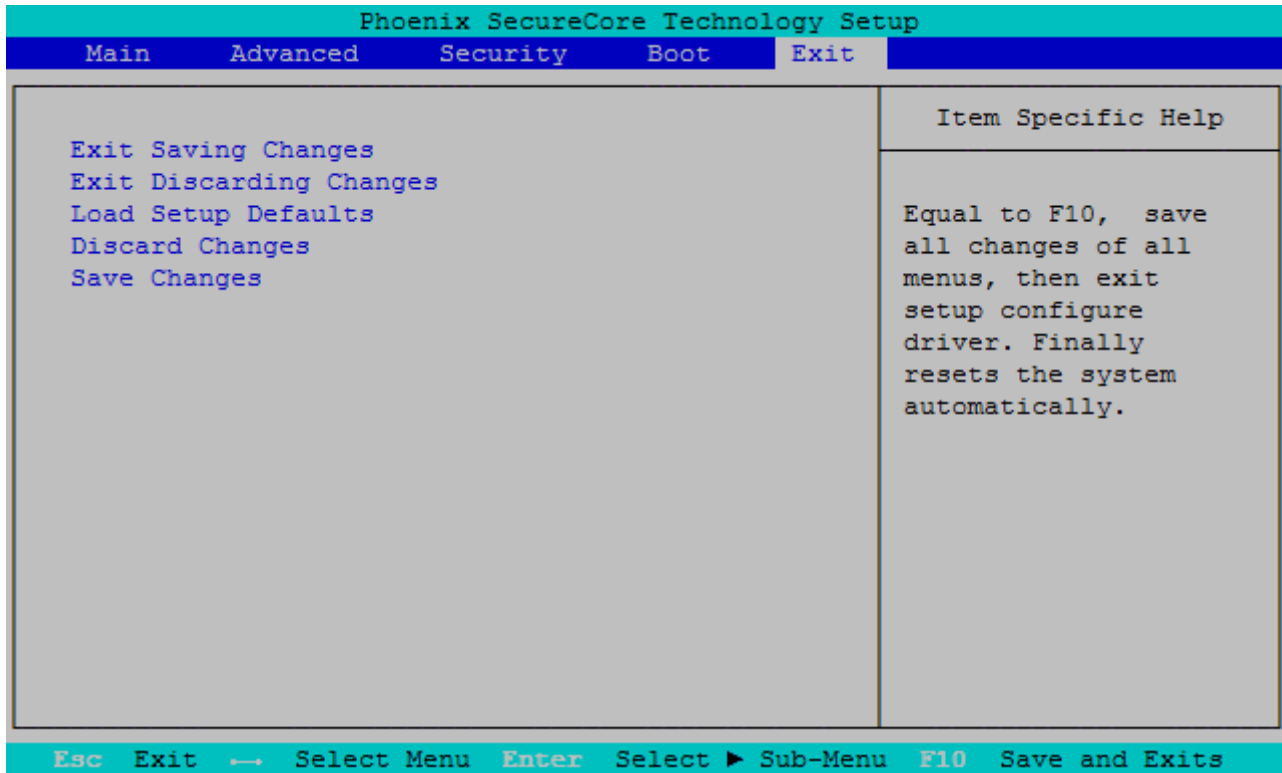 Phoenix SecureCore Technology Setup
Main Advanced Security Boot Exit
Exit Saving Changes
Exit Discarding Changes
Load Setup Defaults
Discard Changes
Save Changes
Item Specific Help
Equal to F10, save
all changes of all
menus, then exit
setup configure
driver. Finally
resets the system
automatically.
Esc Exit ←→ Select Menu Enter Select ► Sub-Menu F10 Save and Exits